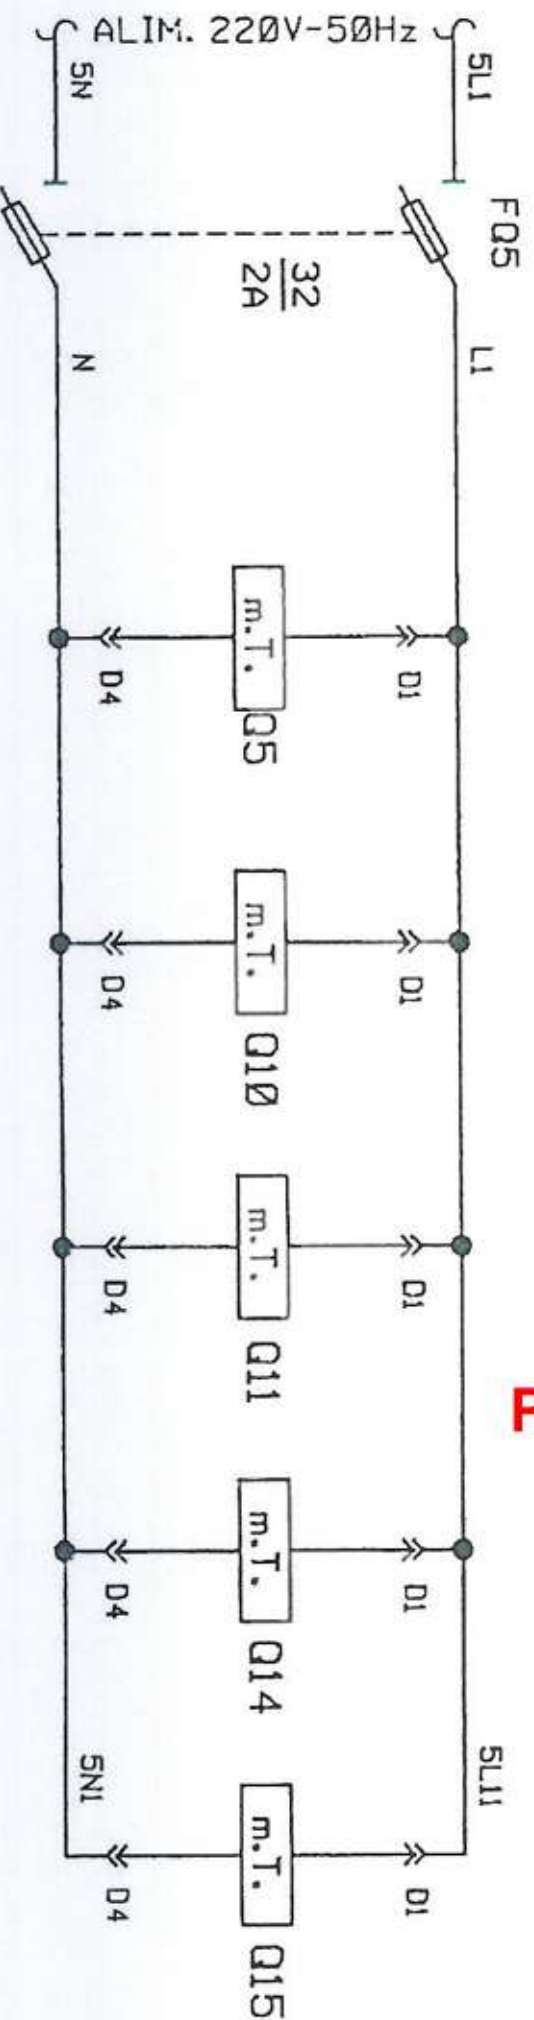 ALIM. 220V-50Hz
5N
5L1
FQ5
32
2A
N
L1
m.T.
Q5
D4
D1
m.T.
Q10
D4
D1
m.T.
Q11
D4
D1
m.T.
Q14
D4
D1
5N1
5L11
m.T.
Q15
D4
D1